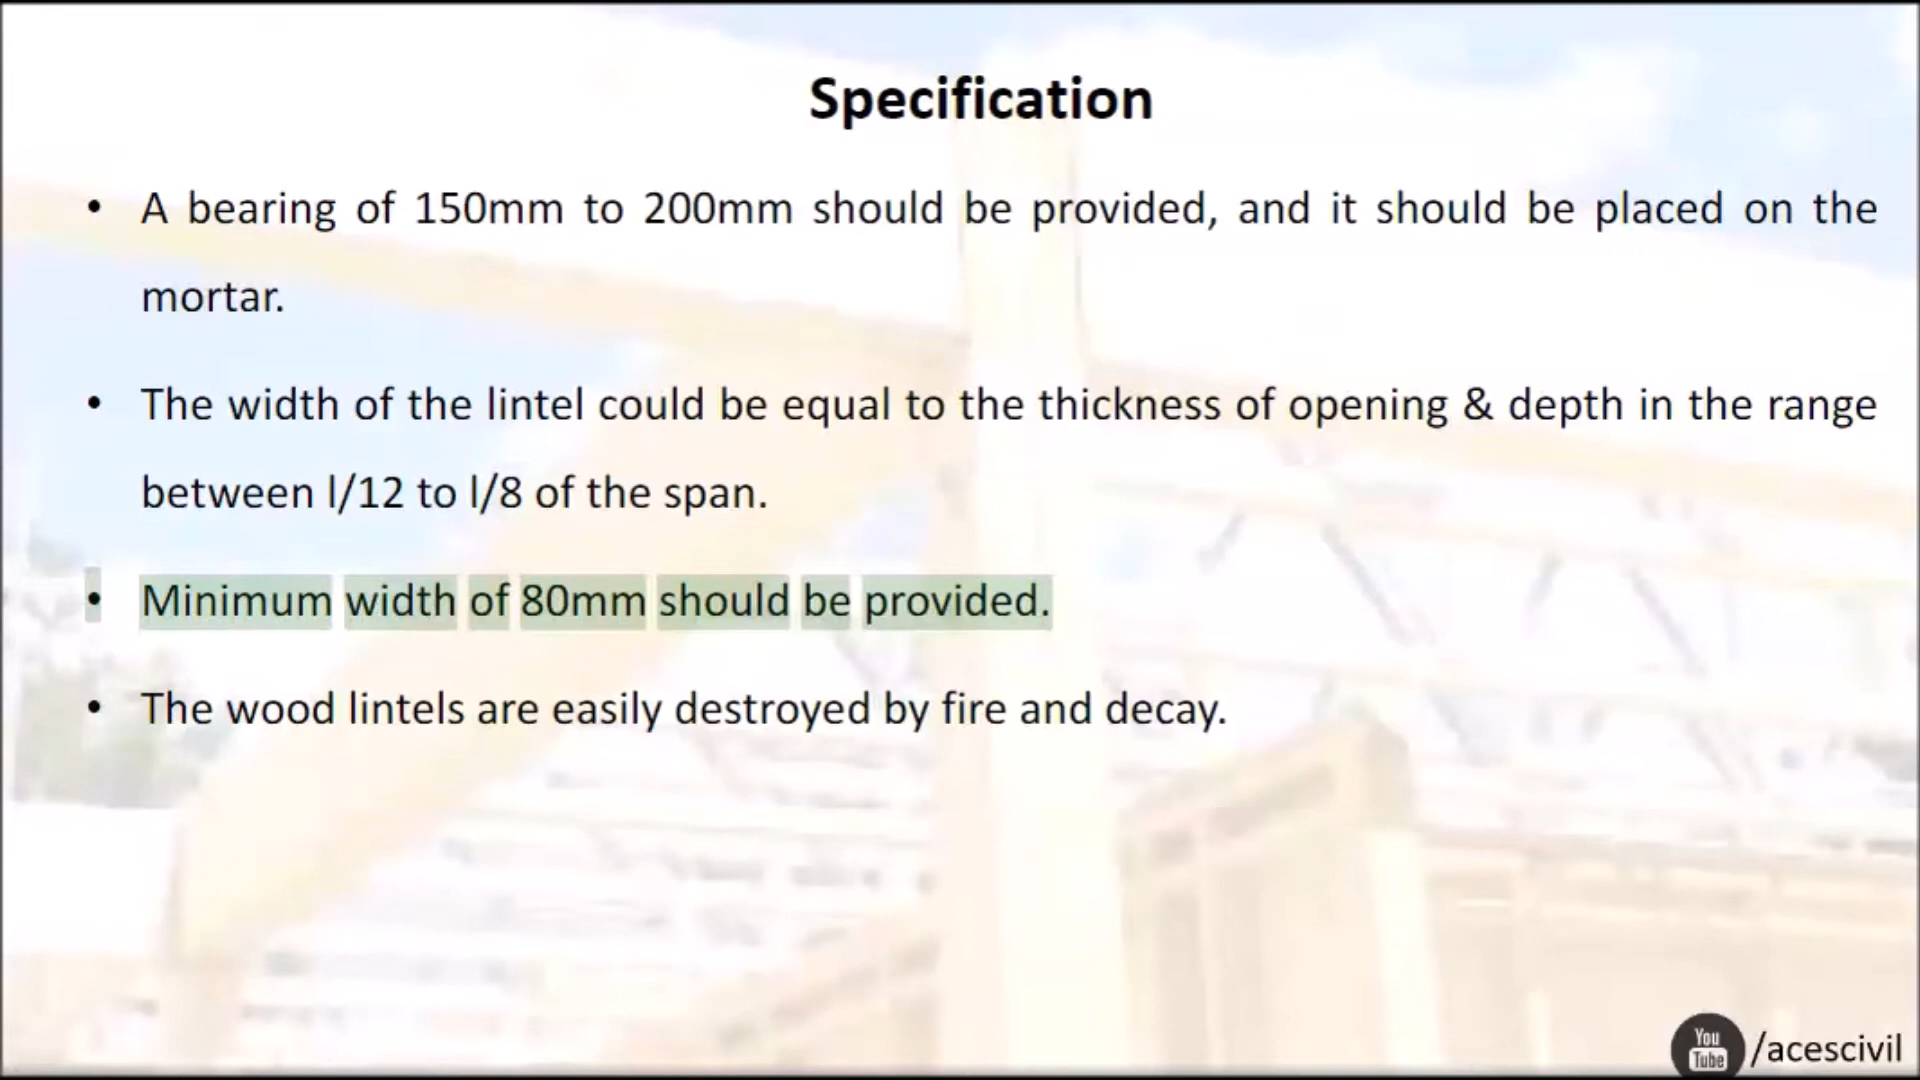 Specification
• A bearing of 150mm to 200mm should be provided, and it should be placed on the
mortar.
• The width of the lintel could be equal to the thickness of opening & depth in the range
between l/12 to l/8 of the span.
• Minimum width of 80mm should be provided.
• The wood lintels are easily destroyed by fire and decay.
You
Tube
/acescivil